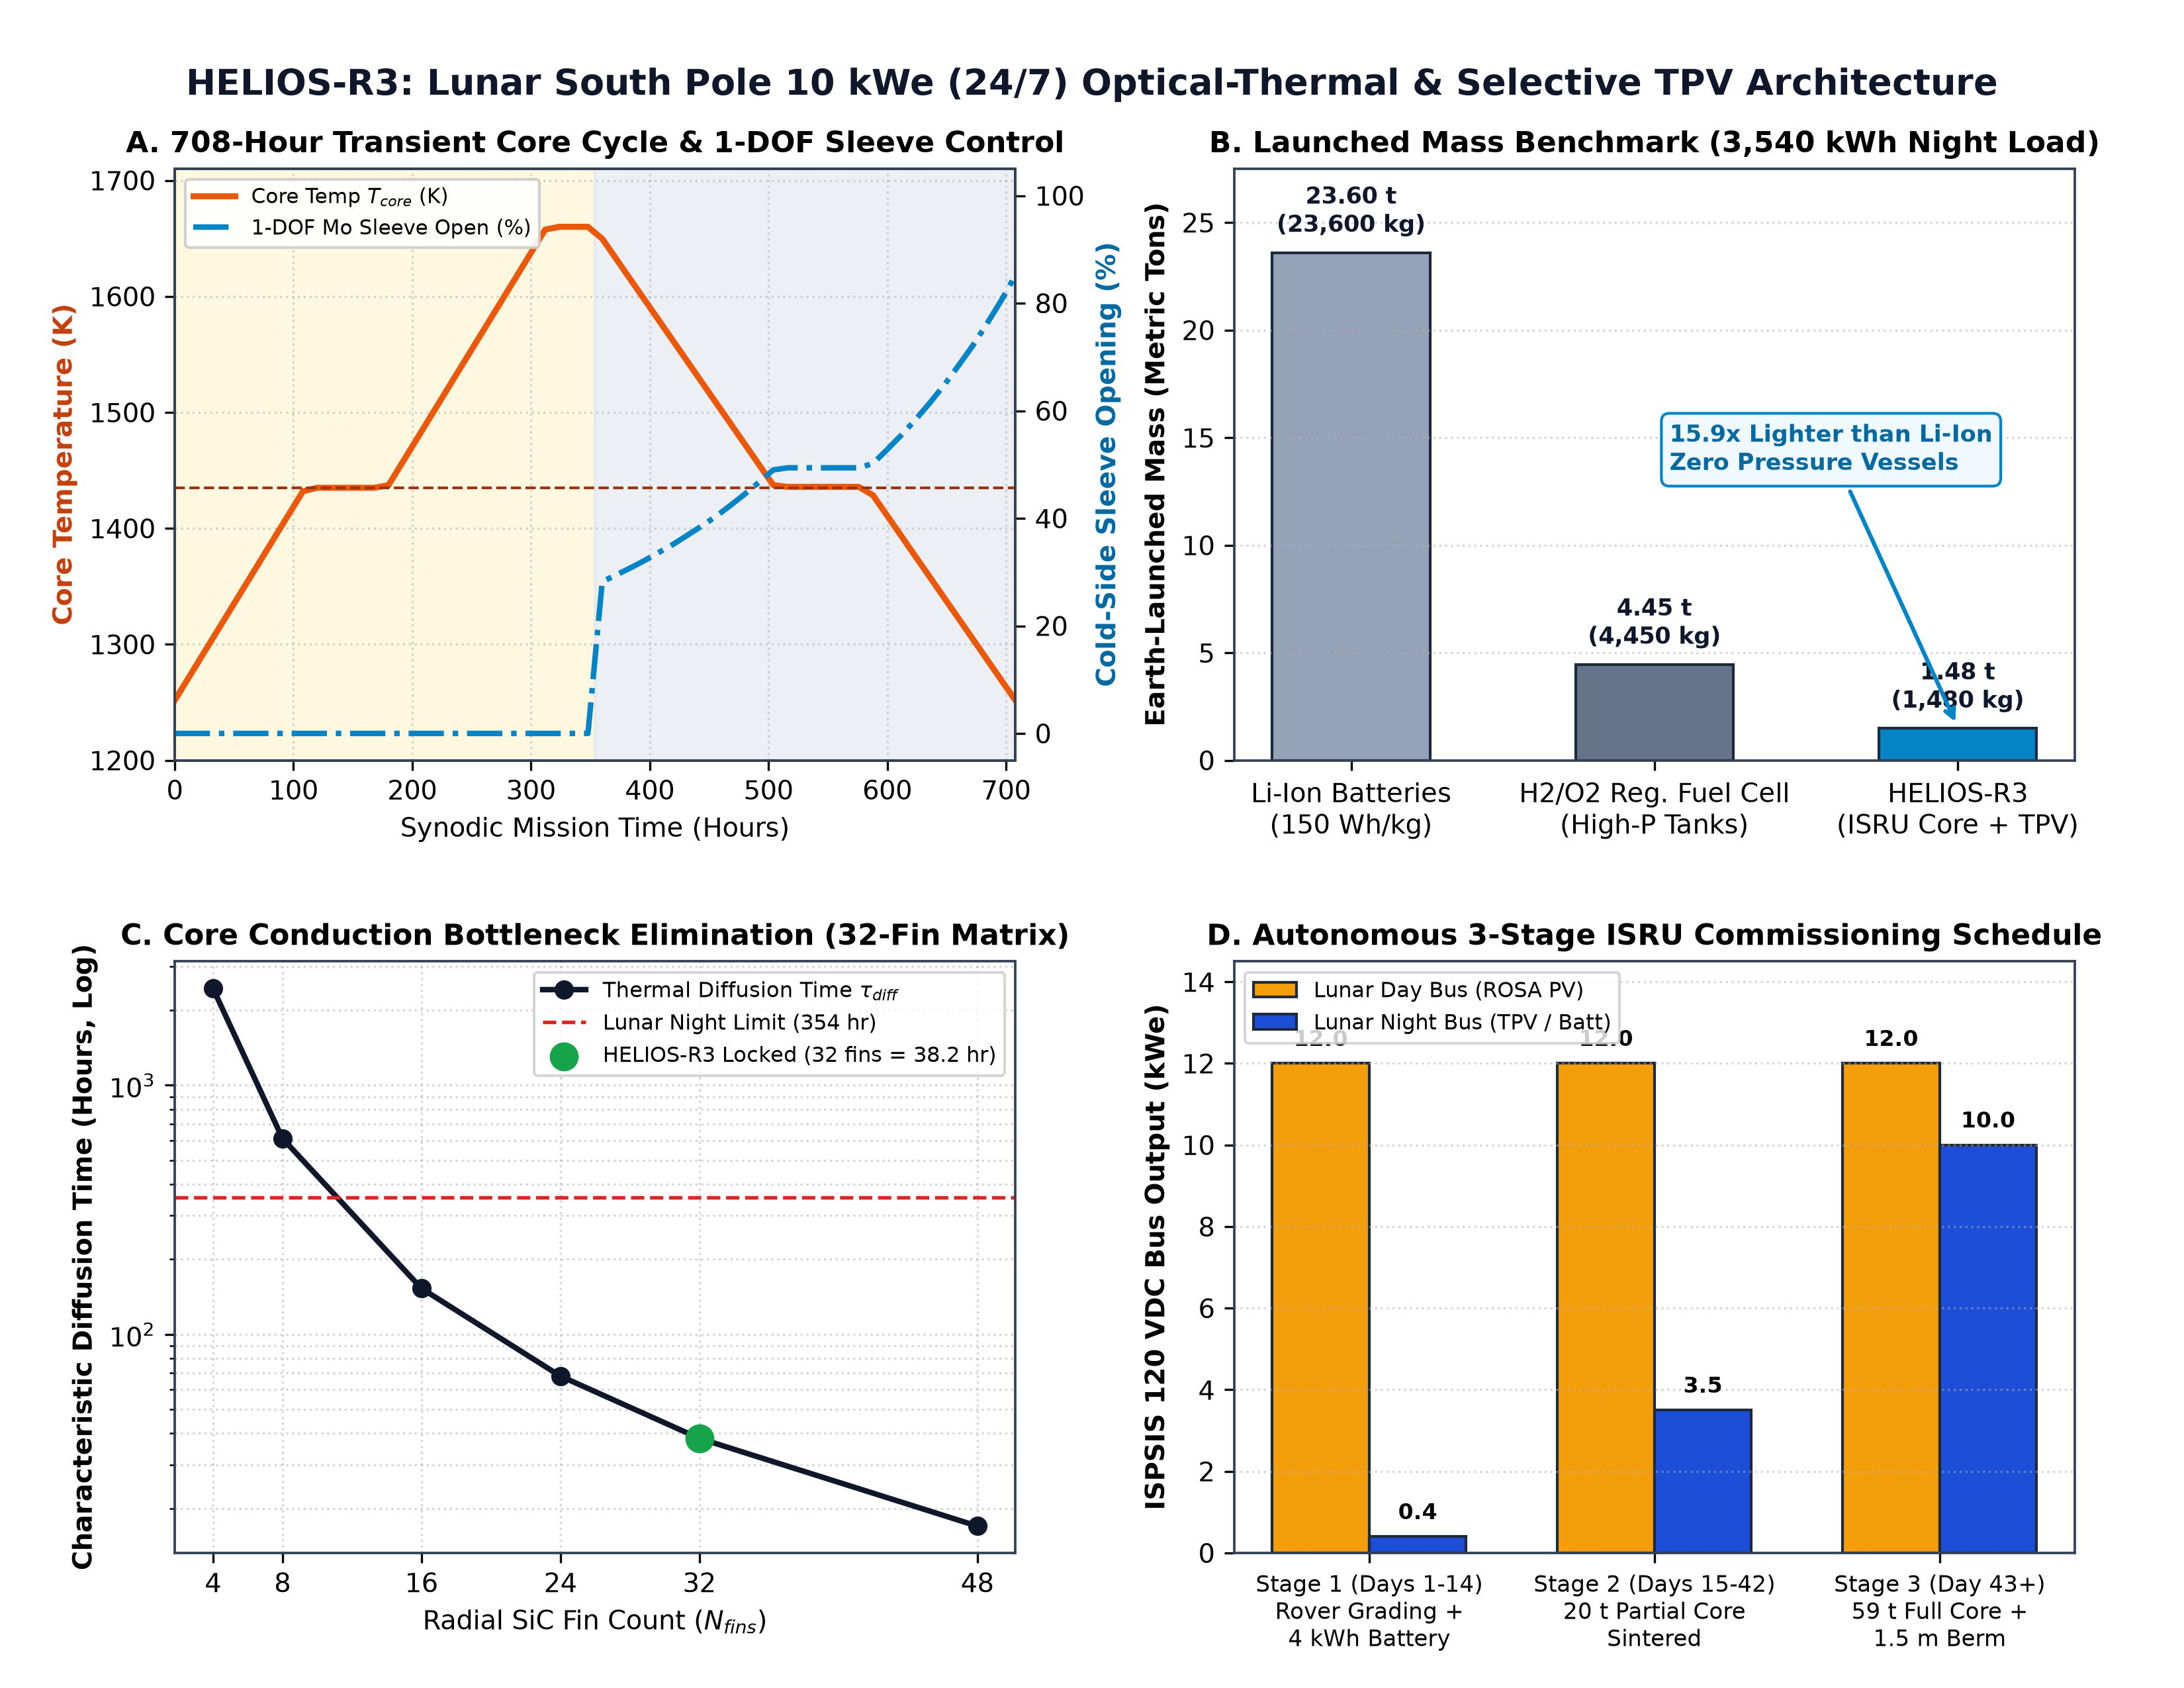 HELIOS-R3: Lunar South Pole 10 kWe (24/7) Optical-Thermal & Selective TPV Architecture
A. 708-Hour Transient Core Cycle & 1-DOF Sleeve Control
Core Temperature (K)
1700
1600
1500
1400
1300
1200
Core Temp T_core (K)
1-DOF Mo Sleeve Open (%)
100
80
60
40
20
0
Cold-Side Sleeve Opening (%)
0 100 200 300 400 500 600 700
Synodic Mission Time (Hours)
B. Launched Mass Benchmark (3,540 kWh Night Load)
Earth-Launched Mass (Metric Tons)
25
20
15
10
5
0
23.60 t
(23,600 kg)
15.9x Lighter than Li-Ion
Zero Pressure Vessels
4.45 t
(4,450 kg)
1.48 t
(1,480 kg)
Li-Ion Batteries
(150 Wh/kg)
H2/O2 Reg. Fuel Cell
(High-P Tanks)
HELIOS-R3
(ISRU Core + TPV)
C. Core Conduction Bottleneck Elimination (32-Fin Matrix)
Characteristic Diffusion Time (Hours, Log)
10³
10²
Thermal Diffusion Time τ_diff
Lunar Night Limit (354 hr)
HELIOS-R3 Locked (32 fins = 38.2 hr)
4 8 16 24 32 48
Radial SiC Fin Count (N_fins)
D. Autonomous 3-Stage ISRU Commissioning Schedule
ISPSIS 120 VDC Bus Output (kWe)
14
12
10
8
6
4
2
0
Lunar Day Bus (ROSA PV)
Lunar Night Bus (TPV / Batt)
12.0
12.0
12.0
10.0
3.5
0.4
Stage 1 (Days 1-14)
Rover Grading +
4 kWh Battery
Stage 2 (Days 15-42)
20 t Partial Core
Sintered
Stage 3 (Day 43+)
59 t Full Core +
1.5 m Berm